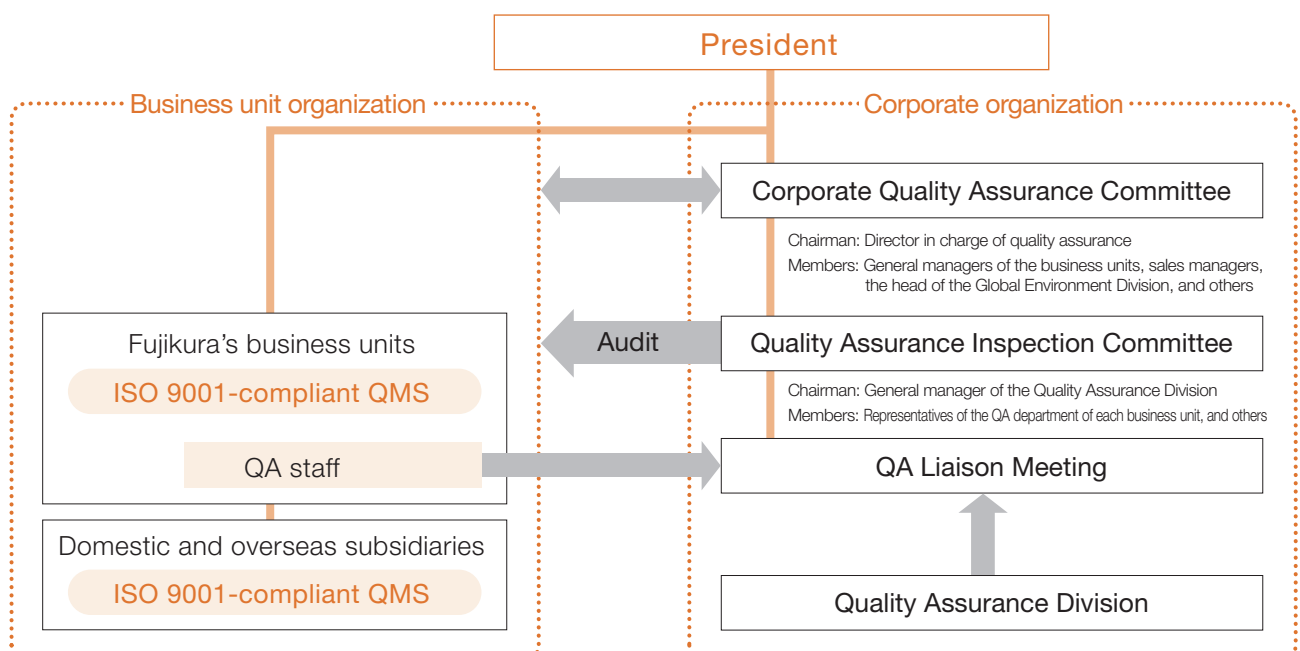 President
Business unit organization
Corporate organization
Corporate Quality Assurance Committee
Chairman: Director in charge of quality assurance
Members: General managers of the business units, sales managers,
the head of the Global Environment Division, and others
Fujikura’s business units
ISO 9001-compliant QMS
Audit
Quality Assurance Inspection Committee
Chairman: General manager of the Quality Assurance Division
Members: Representatives of the QA department of each business unit, and others
QA staff
QA Liaison Meeting
Domestic and overseas subsidiaries
ISO 9001-compliant QMS
Quality Assurance Division